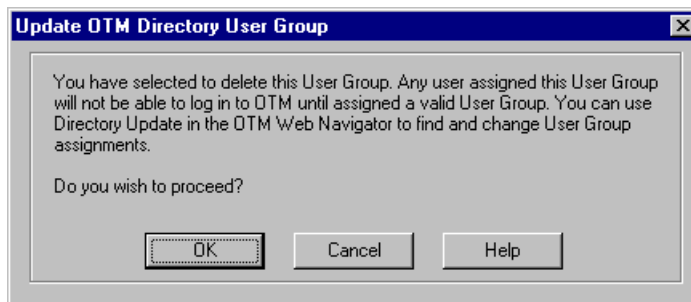 Update OTM Directory User Group
You have selected to delete this User Group. Any user assigned this User Group
will not be able to log in to OTM until assigned a valid User Group. You can use
Directory Update in the OTM Web Navigator to find and change User Group
assignments.
Do you wish to proceed?
OK
Cancel
Help